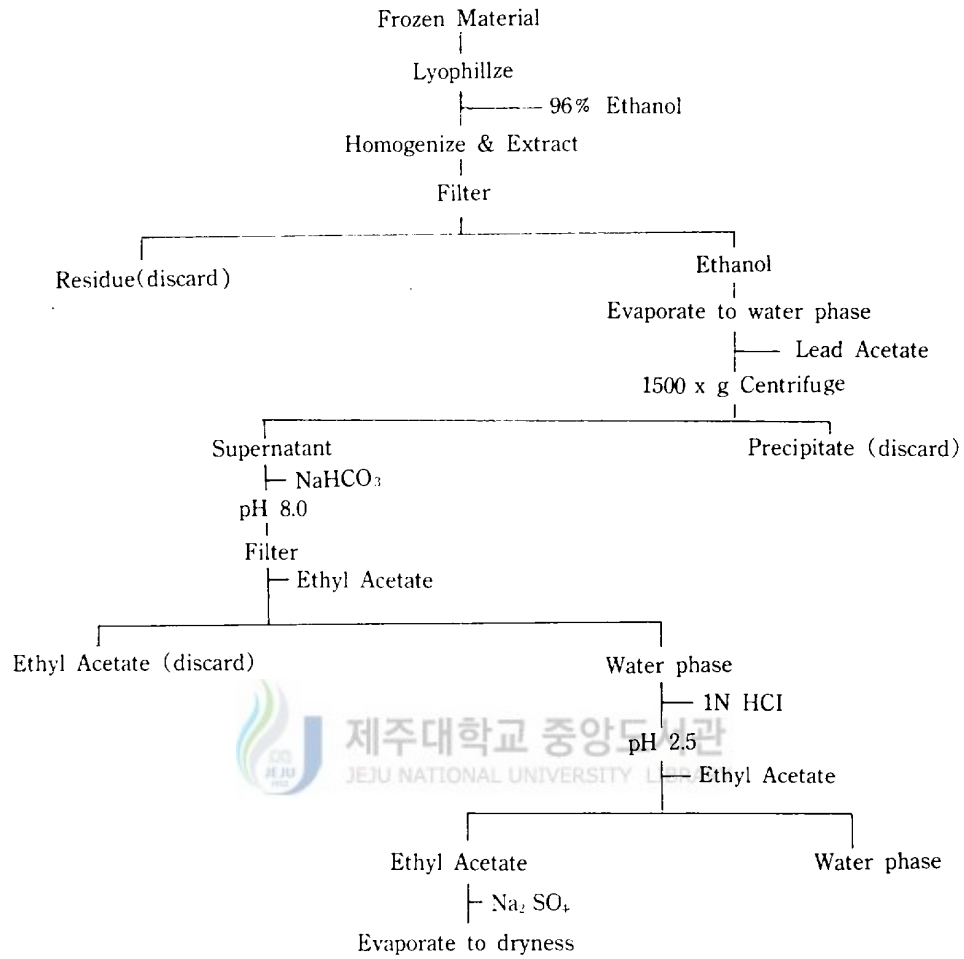 Frozen Material
Lyophillze
96% Ethanol
Homogenize & Extract
Filter
Residue(discard)
Ethanol
Evaporate to water phase
Lead Acetate
1500 x g Centrifuge
Supernatant
Precipitate (discard)
NaHCO₃
pH 8.0
Filter
Ethyl Acetate
Ethyl Acetate (discard)
Water phase
1N HCl
제주대학교 중앙도서관
pH 2.5
JEJU NATIONAL UNIVERSITY LIBRARY
JEJU
1952
Ethyl Acetate
Ethyl Acetate
Water phase
Na₂ SO₄
Evaporate to dryness